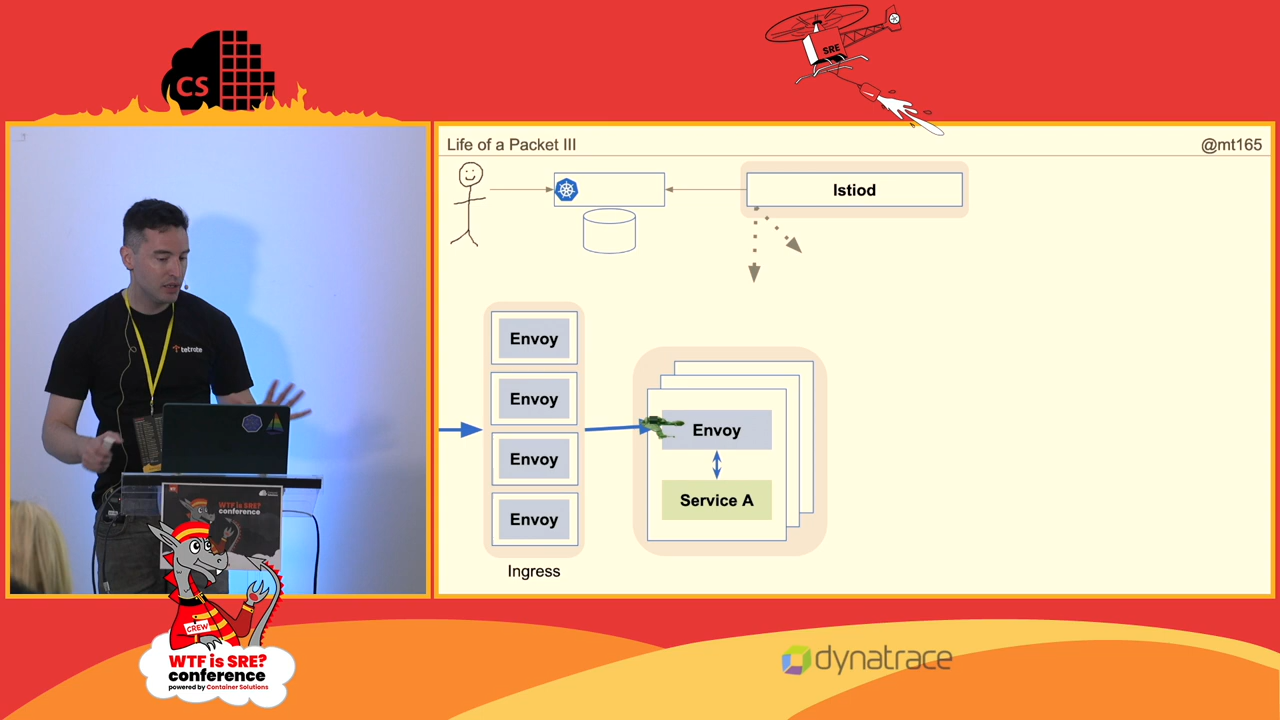 CS
SRE
Life of a Packet III
@mt165
Istiod
Envoy
Envoy
Envoy
Envoy
Ingress
Envoy
Service A
tetrate
WTF is SRE?
conference
CREW
WTF is SRE?
conference
powered by Container Solutions
dynatrace